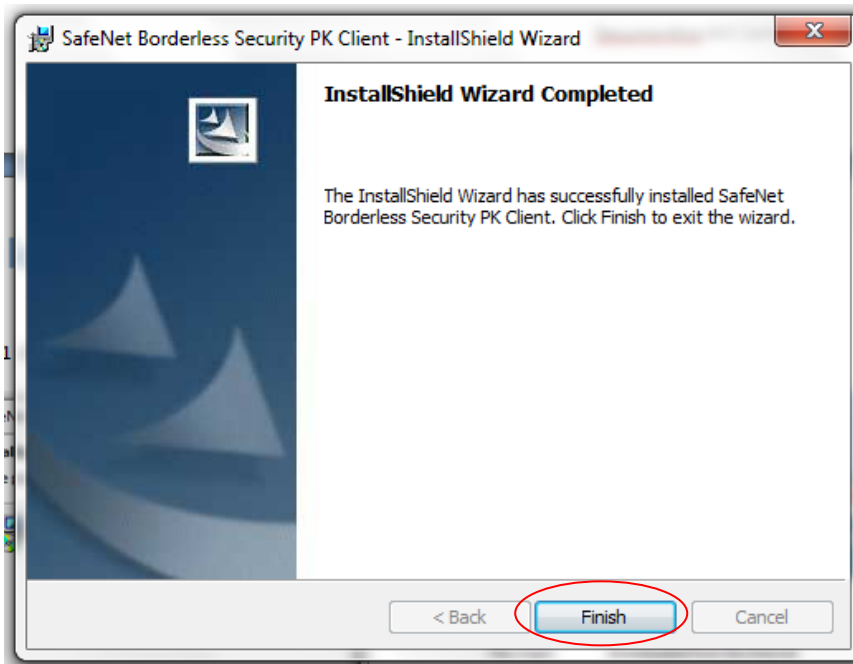 SafeNet Borderless Security PK Client - InstallShield Wizard
InstallShield Wizard Completed
The InstallShield Wizard has successfully installed SafeNet
Borderless Security PK Client. Click Finish to exit the wizard.
< Back
Finish
Cancel